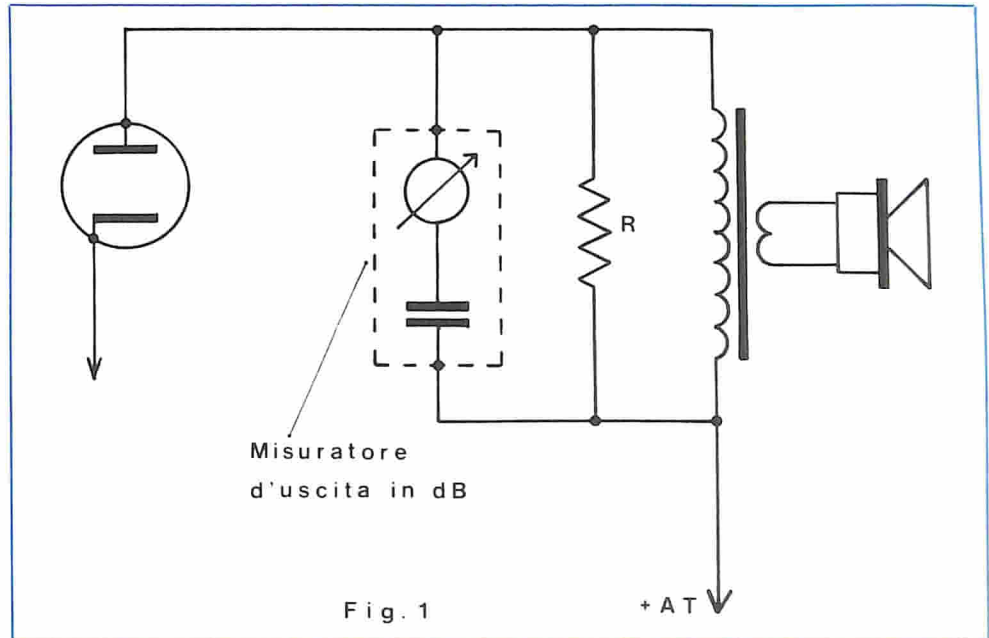 R
Misuratore
d'uscita in dB
Fig. 1
+ AT